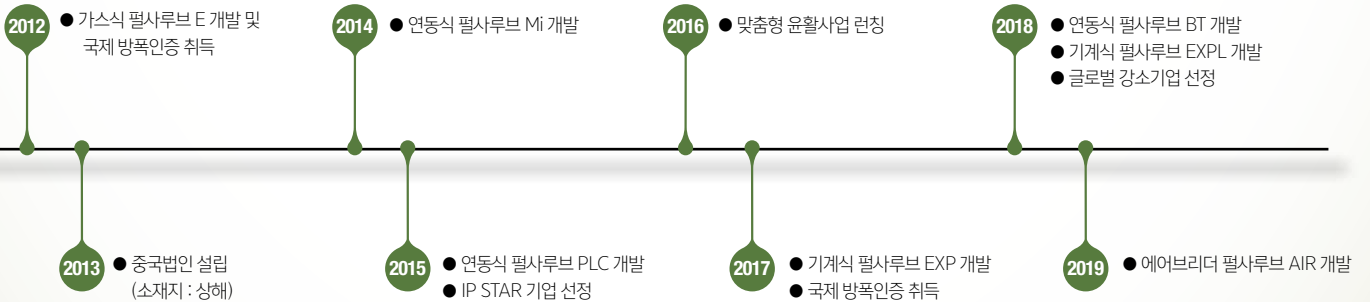 2012
● 가스식 펄사루브 E 개발 및
국제 방폭인증 취득
2013
● 중국법인 설립
(소재지 : 상해)
2014
● 연동식 펄사루브 Mi 개발
2015
● 연동식 펄사루브 PLC 개발
● IP STAR 기업 선정
2016
● 맞춤형 윤활사업 런칭
2017
● 기계식 펄사루브 EXP 개발
● 국제 방폭인증 취득
2018
● 연동식 펄사루브 BT 개발
● 기계식 펄사루브 EXPL 개발
● 글로벌 강소기업 선정
2019
● 에어브리더 펄사루브 AIR 개발